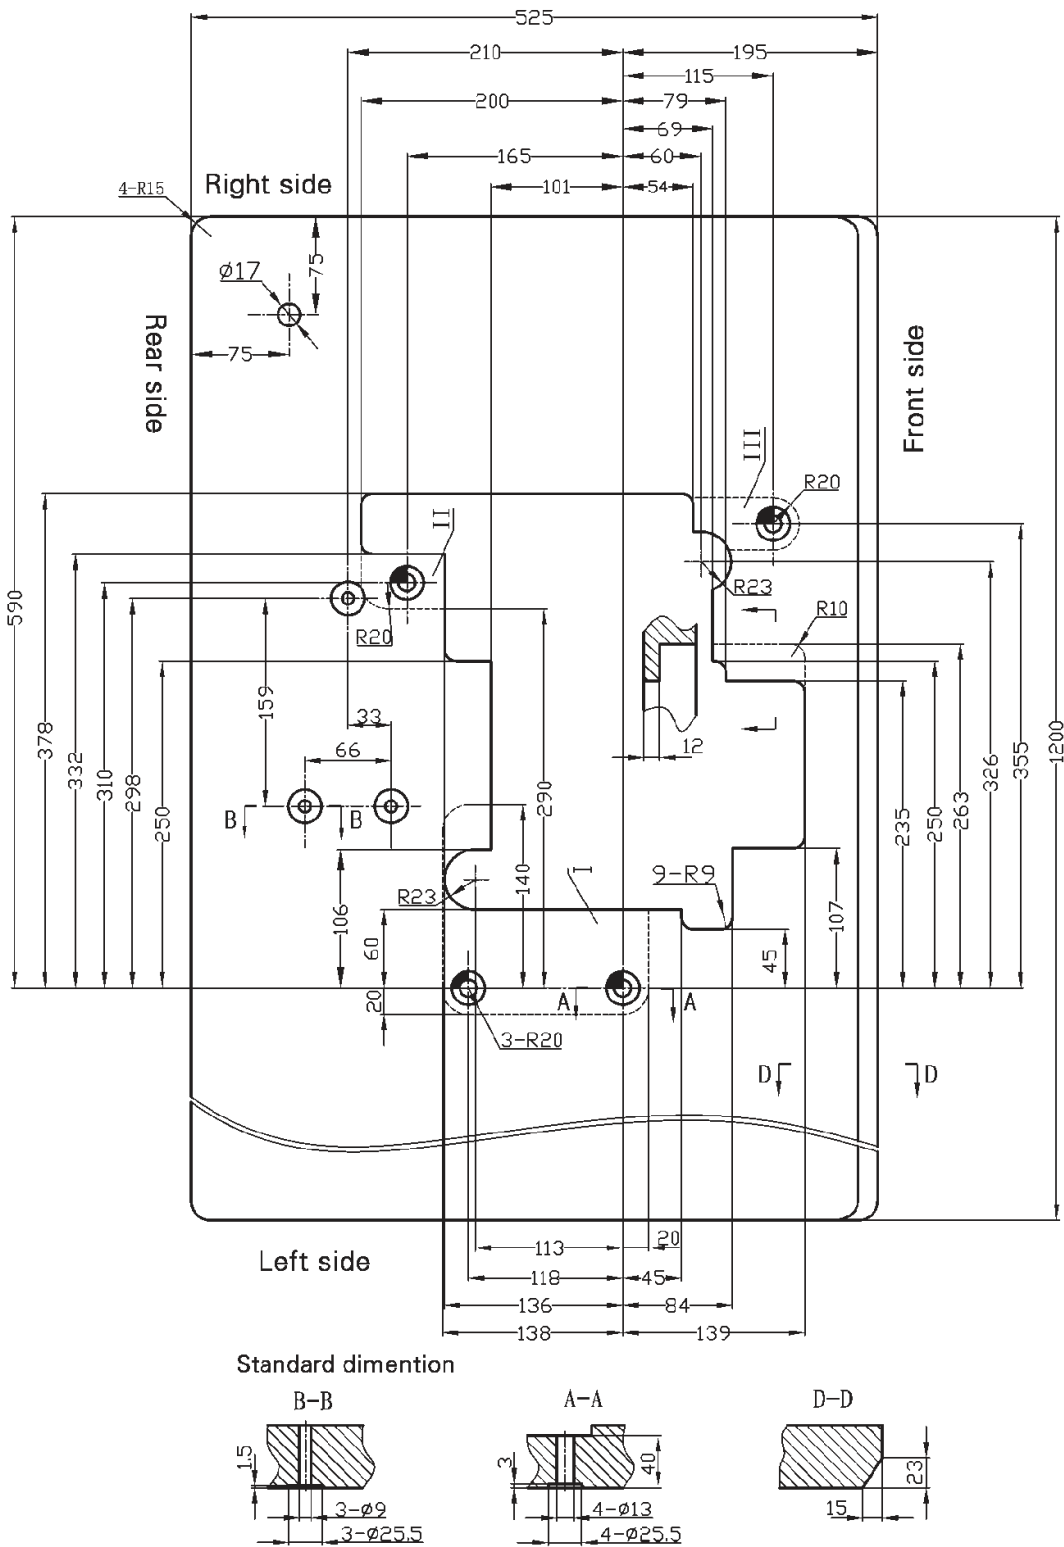 525
210
195
115
200
79
69
165
60
101
54
Right side
4-R15
75
Ø17
75
Rear side
Front side
III
R20
II
R23
R20
R10
590
378
332
310
298
250
159
33
66
290
12
235
250
263
326
355
1200
B
B
140
I
9-R9
R23
106
60
107
45
20
A
A
3-R20
D
D
Left side
113
20
118
45
136
84
138
139
Standard dimention
B-B
A-A
D-D
1.5
3
40
23
3-Ø9
4-Ø13
15
3-Ø25.5
4-Ø25.5